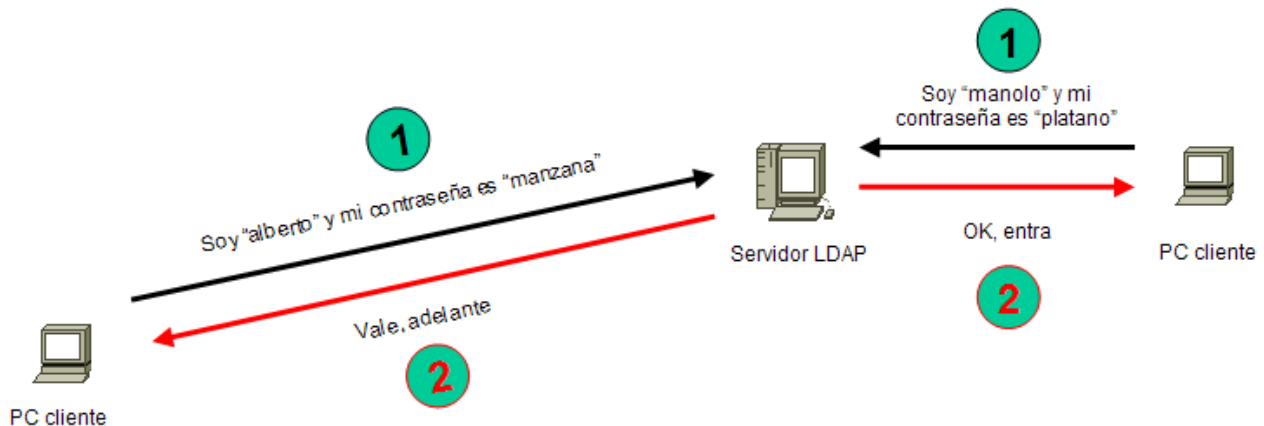 1
Soy “manolo” y mi
contraseña es “platano”
1
Soy “alberto” y mi contraseña es “manzana”
Servidor LDAP
OK, entra
PC cliente
2
Vale, adelante
2
PC cliente